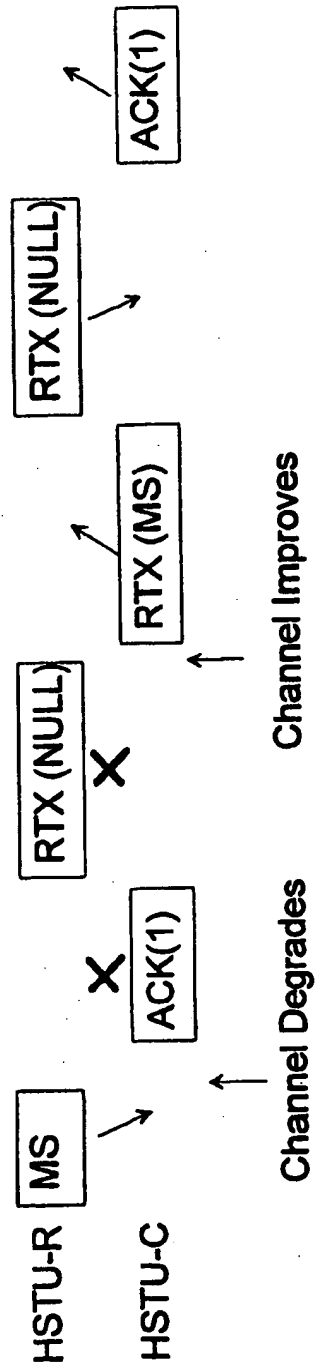 HSTU-R
MS
RTX (NULL)
RTX (NULL)
X
X
HSTU-C
ACK(1)
RTX (MS)
ACK(1)
Channel Degrades
Channel Improves